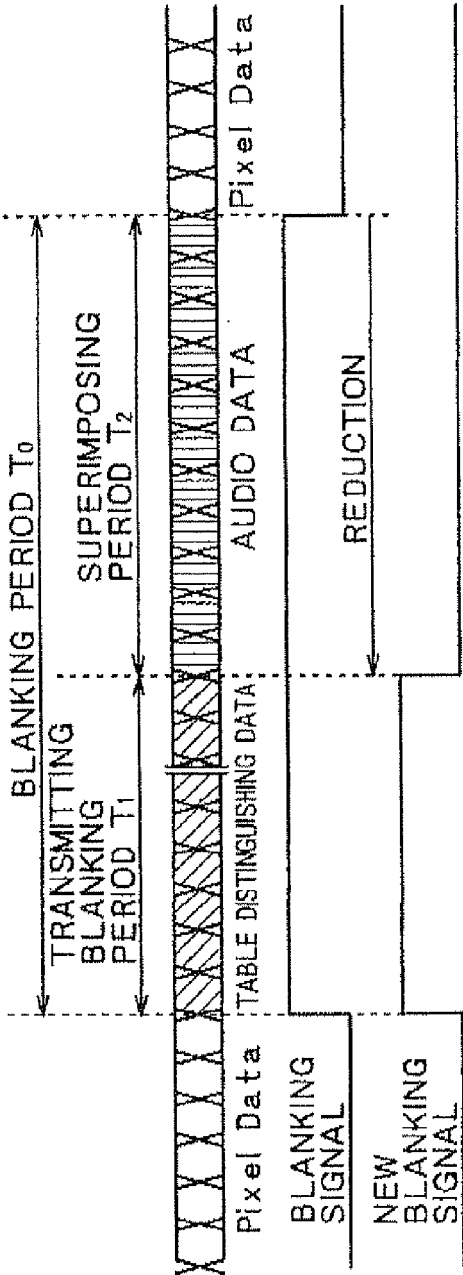 BLANKING PERIOD T0
TRANSMITTING
BLANKING
PERIOD T1
SUPERIMPOSING
PERIOD T2
Pixel Data
TABLE DISTINGUISHING DATA
AUDIO DATA
Pixel Data
BLANKING
SIGNAL
REDUCTION
NEW
BLANKING
SIGNAL